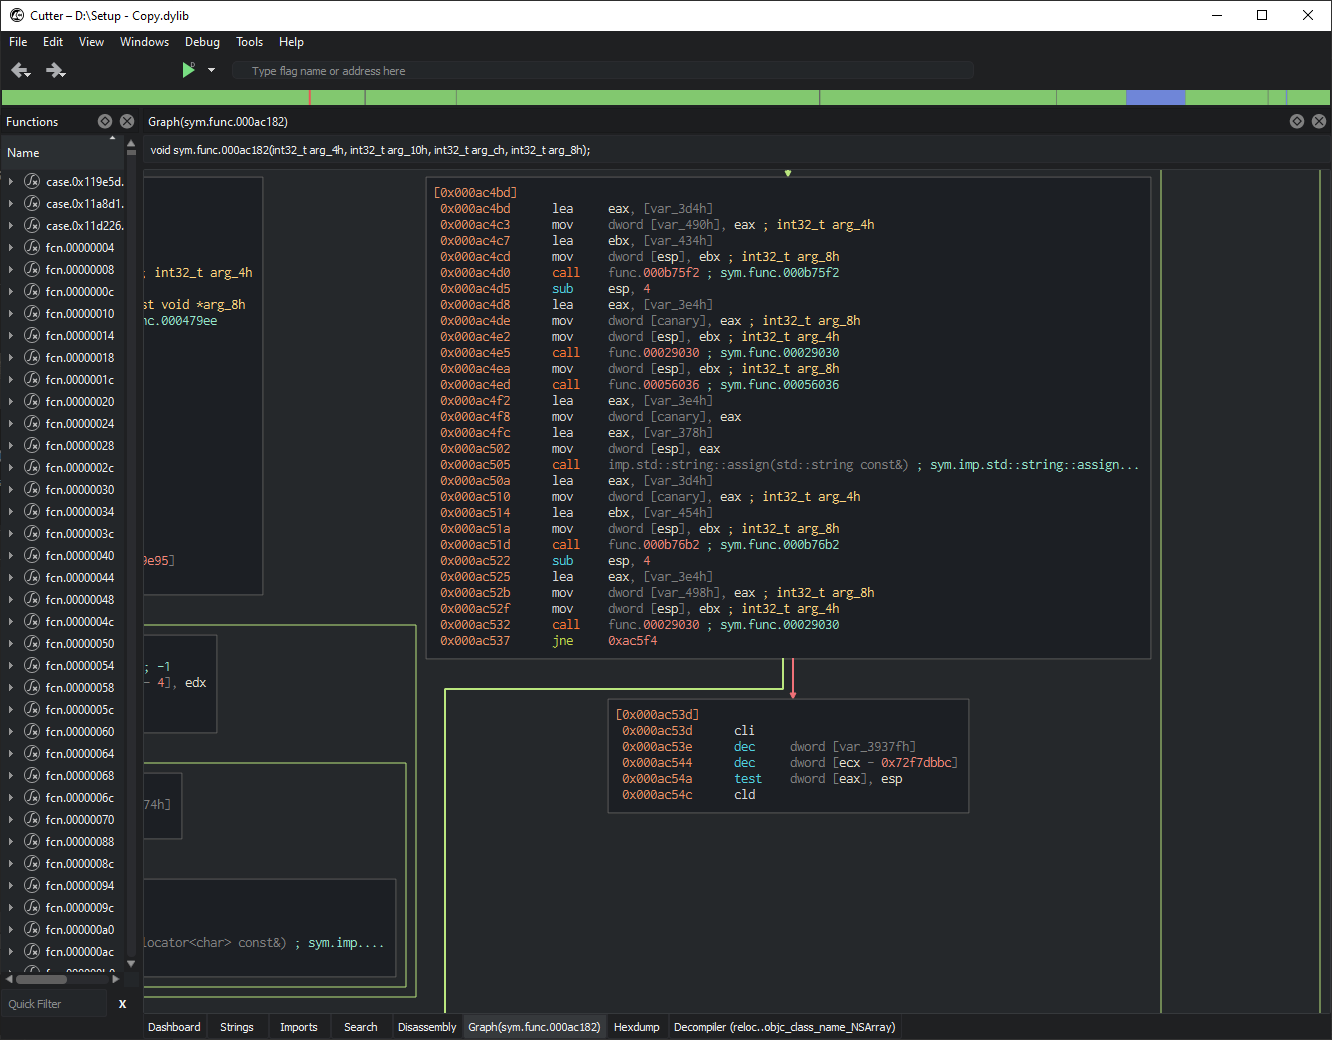 Cutter – D:\Setup - Copy.dylib
File Edit View Windows Debug Tools Help
Type flag name or address here
Functions
Graph(sym.func.000ac182)
Name
void sym.func.000ac182(int32_t arg_4h, int32_t arg_10h, int32_t arg_ch, int32_t arg_8h);
case.0x119e5d.
case.0x11a8d1.
case.0x11d226.
fcn.00000004
fcn.00000008
fcn.0000000c
fcn.00000010
fcn.00000014
fcn.00000018
fcn.0000001c
fcn.00000020
fcn.00000024
fcn.00000028
fcn.0000002c
fcn.00000030
fcn.00000034
fcn.0000003c
fcn.00000040
fcn.00000044
fcn.00000048
fcn.0000004c
fcn.00000050
fcn.00000054
fcn.00000058
fcn.0000005c
fcn.00000060
fcn.00000064
fcn.00000068
fcn.0000006c
fcn.00000070
fcn.00000088
fcn.0000008c
fcn.00000094
fcn.0000009c
fcn.000000a0
fcn.000000ac
Quick Filter X
; int32_t arg_4h
st void *arg_8h
nc.000479ee
9e95]
; -1
- 4], edx
74h]
locator<char> const&) ; sym.imp....
[0x000ac4bd]
0x000ac4bd lea eax, [var_3d4h]
0x000ac4c3 mov dword [var_490h], eax ; int32_t arg_4h
0x000ac4c7 lea ebx, [var_434h]
0x000ac4cd mov dword [esp], ebx ; int32_t arg_8h
0x000ac4d0 call func.000b75f2 ; sym.func.000b75f2
0x000ac4d5 sub esp, 4
0x000ac4d8 lea eax, [var_3e4h]
0x000ac4de mov dword [canary], eax ; int32_t arg_8h
0x000ac4e2 mov dword [esp], ebx ; int32_t arg_4h
0x000ac4e5 call func.00029030 ; sym.func.00029030
0x000ac4ea mov dword [esp], ebx ; int32_t arg_8h
0x000ac4ed call func.00056036 ; sym.func.00056036
0x000ac4f2 lea eax, [var_3e4h]
0x000ac4f8 mov dword [canary], eax
0x000ac4fc lea eax, [var_378h]
0x000ac502 mov dword [esp], eax
0x000ac505 call imp.std::string::assign(std::string const&) ; sym.imp.std::string::assign...
0x000ac50a lea eax, [var_3d4h]
0x000ac510 mov dword [canary], eax ; int32_t arg_4h
0x000ac514 lea ebx, [var_454h]
0x000ac51a mov dword [esp], ebx ; int32_t arg_8h
0x000ac51d call func.000b76b2 ; sym.func.000b76b2
0x000ac522 sub esp, 4
0x000ac525 lea eax, [var_3e4h]
0x000ac52b mov dword [var_498h], eax ; int32_t arg_8h
0x000ac52f mov dword [esp], ebx ; int32_t arg_4h
0x000ac532 call func.00029030 ; sym.func.00029030
0x000ac537 jne 0xac5f4
[0x000ac53d]
0x000ac53d cli
0x000ac53e dec dword [var_3937fh]
0x000ac544 dec dword [ecx - 0x72f7dbbc]
0x000ac54a test dword [eax], esp
0x000ac54c cld
Dashboard Strings Imports Search Disassembly Graph(sym.func.000ac182) Hexdump Decompiler (reloc..objc_class_name_NSArray)